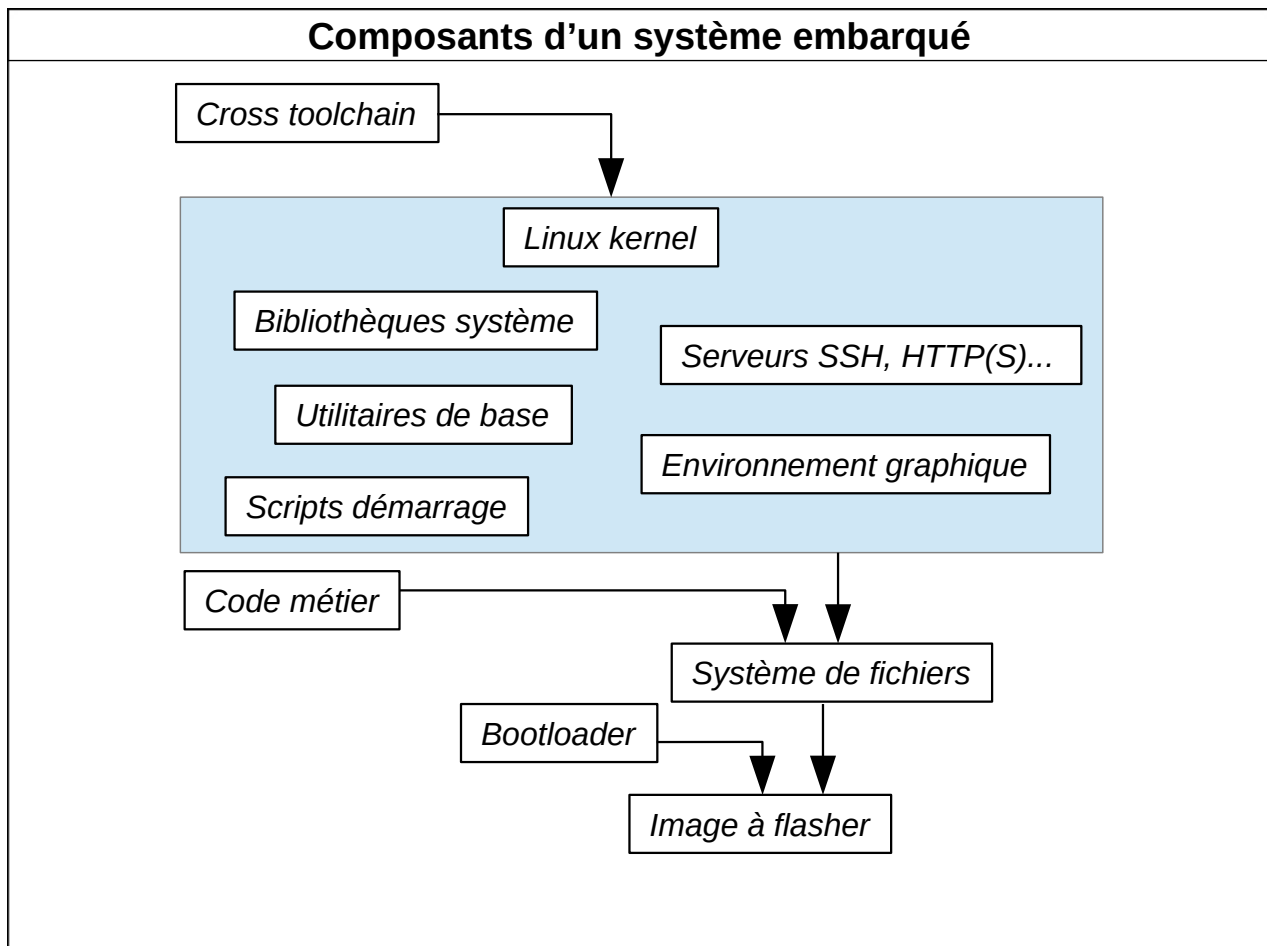 Composants d’un système embarqué
Cross toolchain
Linux kernel
Bibliothèques système
Serveurs SSH, HTTP(S)...
Utilitaires de base
Environnement graphique
Scripts démarrage
Code métier
Système de fichiers
Bootloader
Image à flasher